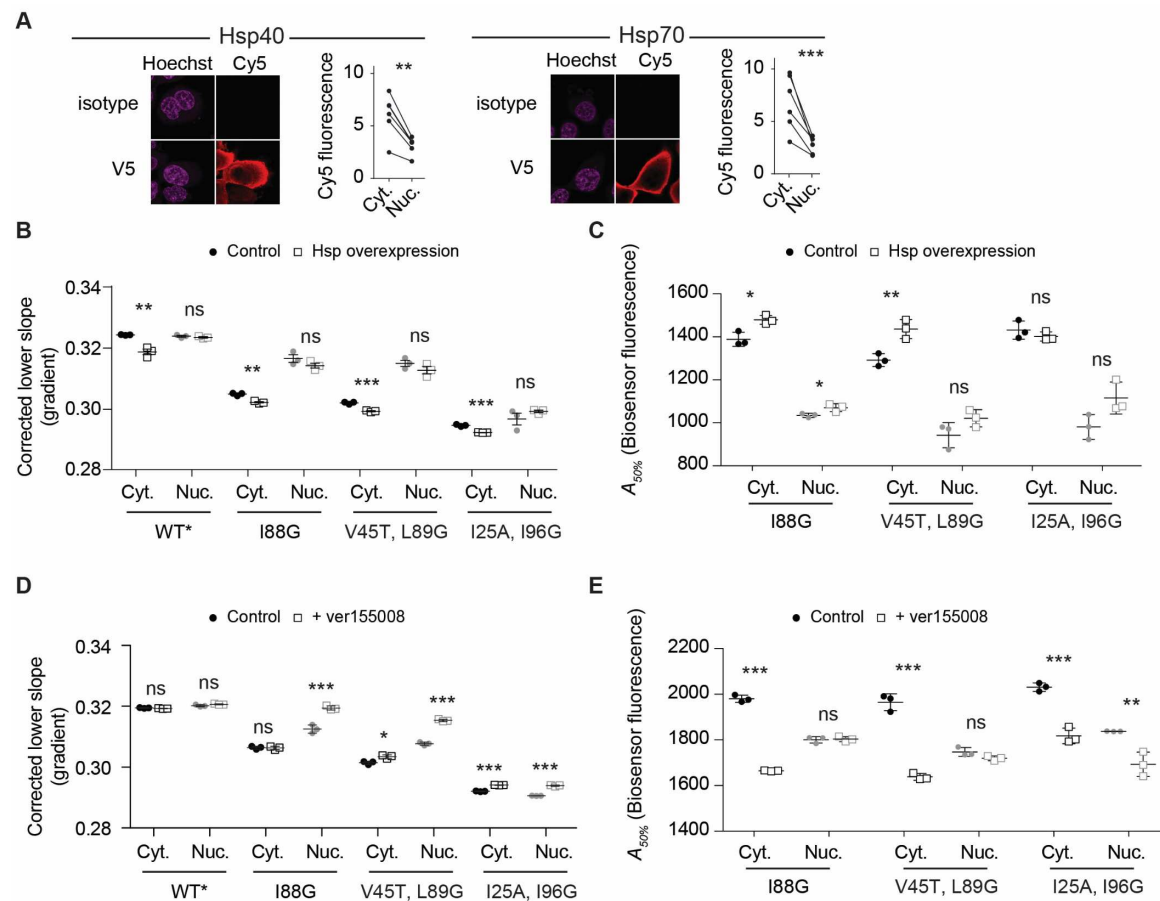 A
Hsp40
Hoechst Cy5
isotype
V5
**
10
5
0
Cy5 fluorescence
Cyt.
Nuc.
Hsp70
Hoechst Cy5
isotype
V5
***
10
5
0
Cy5 fluorescence
Cyt.
Nuc.
B
Control Hsp overexpression
Corrected lower slope
(gradient)
0.34
0.32
0.30
0.28
** ns ** ns *** ns *** ns
Cyt. Nuc. Cyt. Nuc. Cyt. Nuc. Cyt. Nuc.
WT* I88G V45T, L89G I25A, I96G
C
Control Hsp overexpression
A50% (Biosensor fluorescence)
1600
1400
1200
1000
800
* * ** ns ns ns
Cyt. Nuc. Cyt. Nuc. Cyt. Nuc.
I88G V45T, L89G I25A, I96G
D
Control + ver155008
Corrected lower slope
(gradient)
0.34
0.32
0.30
0.28
ns ns ns *** * *** *** ***
Cyt. Nuc. Cyt. Nuc. Cyt. Nuc. Cyt. Nuc.
WT* I88G V45T, L89G I25A, I96G
E
Control + ver155008
A50% (Biosensor fluorescence)
2200
2000
1800
1600
1400
*** ns *** ns *** **
Cyt. Nuc. Cyt. Nuc. Cyt. Nuc.
I88G V45T, L89G I25A, I96G